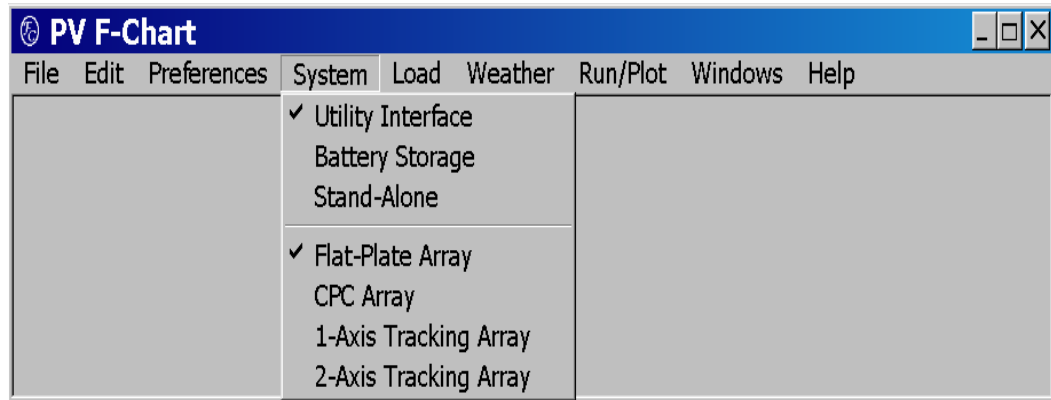 PV F-Chart
File Edit Preferences System Load Weather Run/Plot Windows Help
Utility Interface
Battery Storage
Stand-Alone
Flat-Plate Array
CPC Array
1-Axis Tracking Array
2-Axis Tracking Array